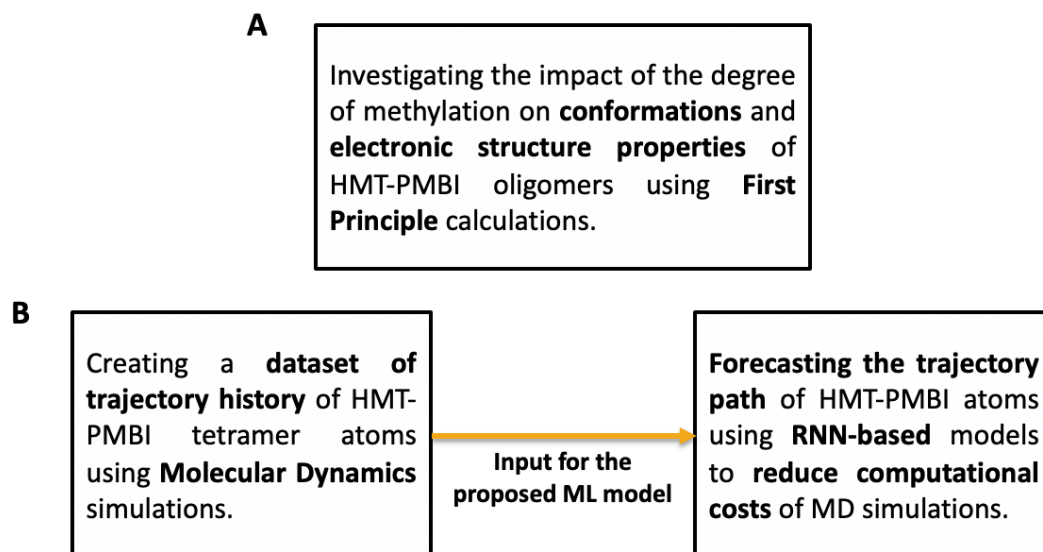 A
Investigating the impact of the degree
of methylation on conformations and
electronic structure properties of
HMT-PMBI oligomers using First
Principle calculations.
B
Creating a dataset of
trajectory history of HMT-
PMBI tetramer atoms
using Molecular Dynamics
simulations.
Input for the
proposed ML model
Forecasting the trajectory
path of HMT-PMBI atoms
using RNN-based models
to reduce computational
costs of MD simulations.